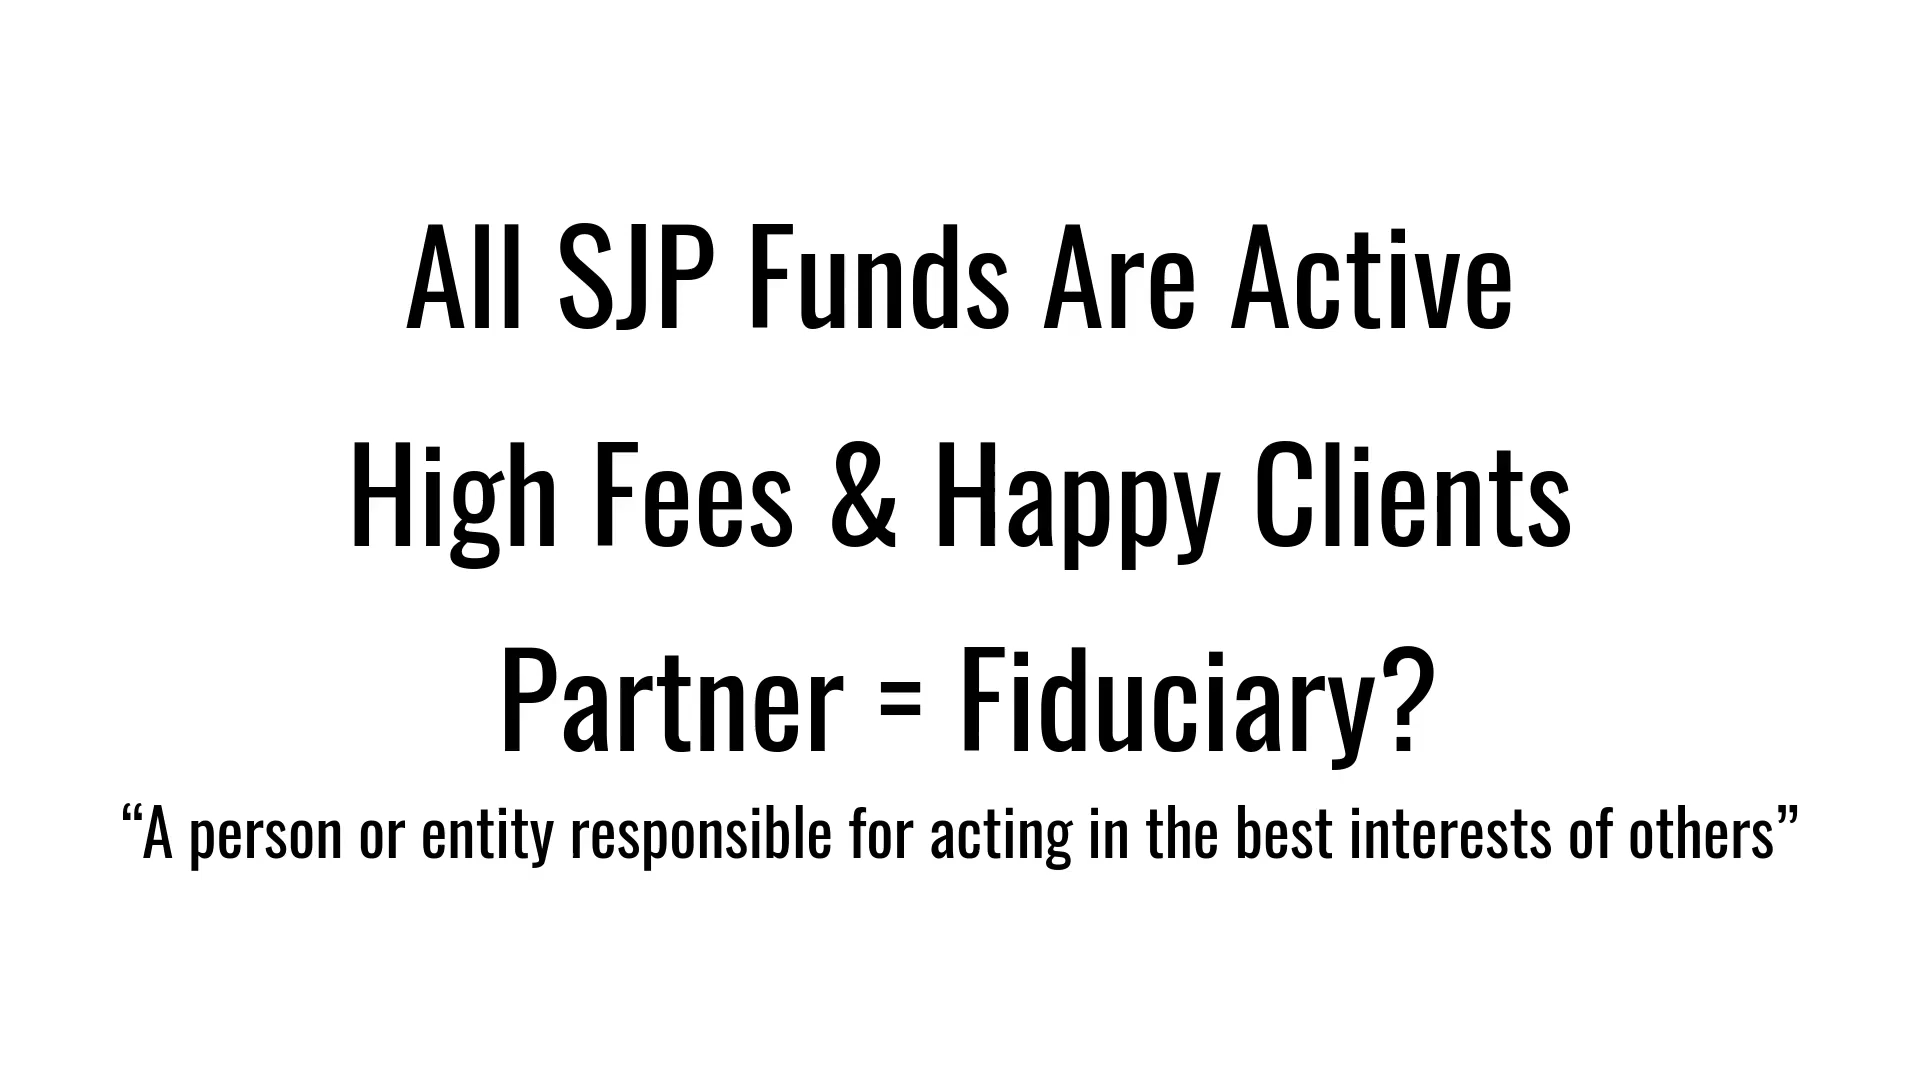 All SJP Funds Are Active
High Fees & Happy Clients
Partner = Fiduciary?
“A person or entity responsible for acting in the best interests of others”